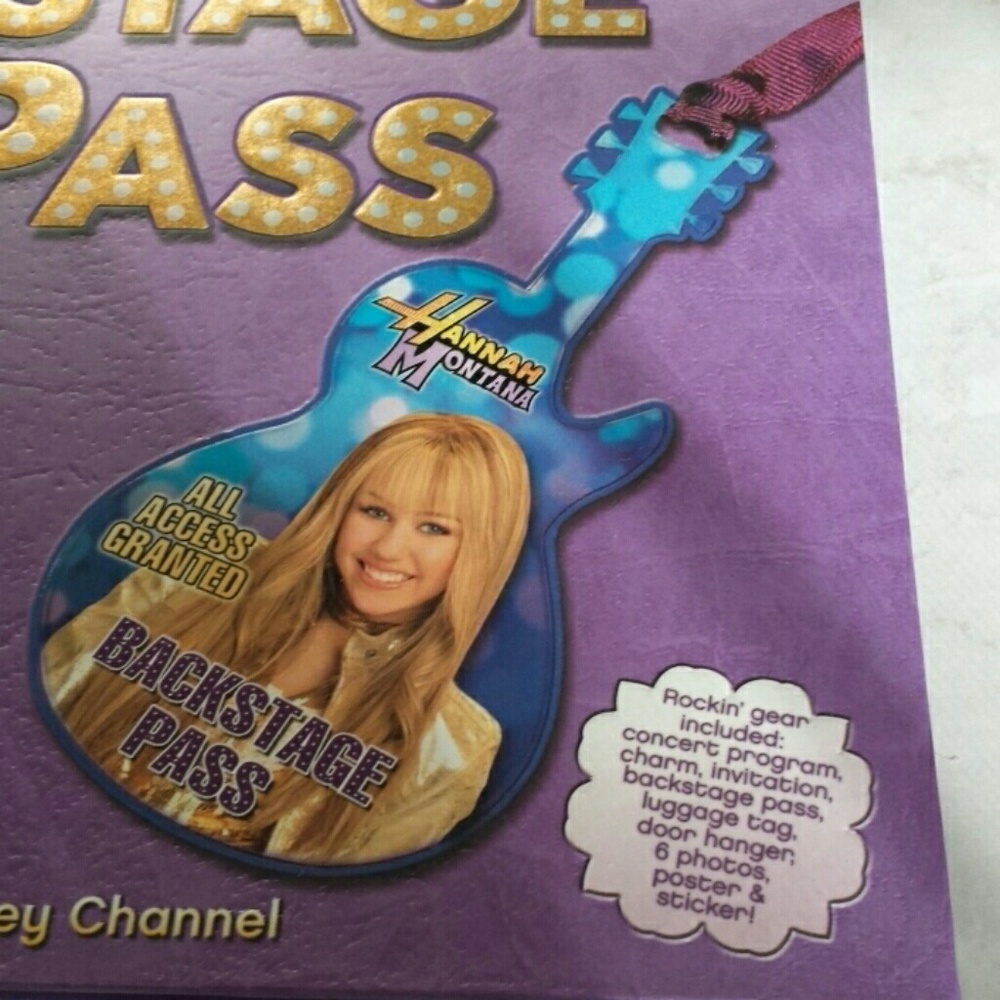 STAGE
PASS
HANNAH
MONTANA
ALL
ACCESS
GRANTED
BACKSTAGE
PASS
Rockin' gear
included:
concert program,
charm, invitation,
backstage pass,
luggage tag,
door hanger,
6 photos,
poster &
sticker!
ey Channel